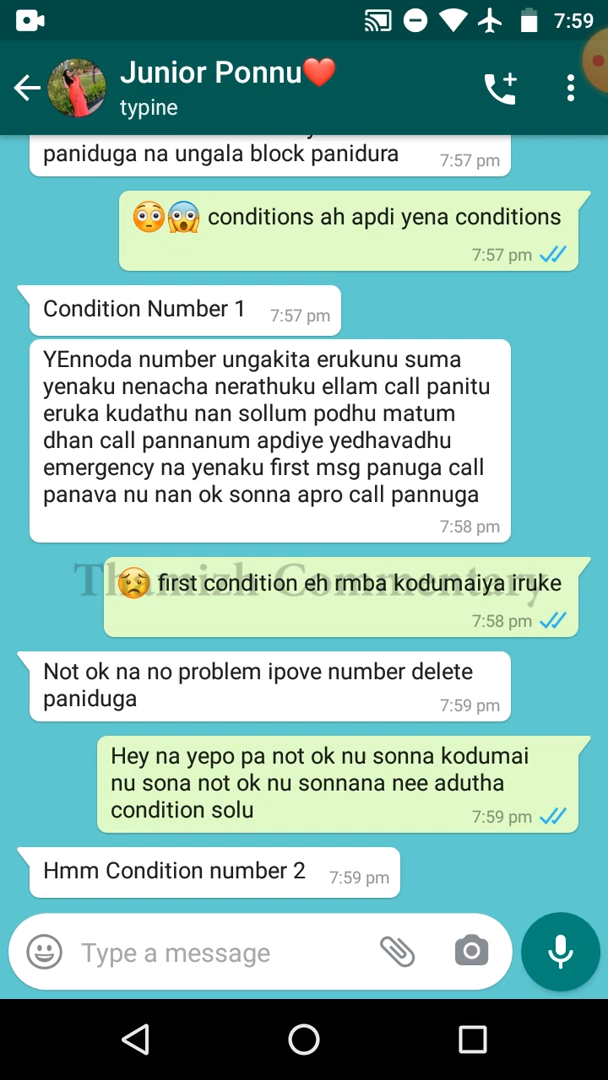 7:59
Junior Ponnu❤️
typine
paniduga na ungala block panidura
7:57 pm
😳😱 conditions ah apdi yena conditions
7:57 pm
Condition Number 1
7:57 pm
YEnnoda number ungakita erukunu suma
yenaku nenacha nerathuku ellam call panitu
eruka kudathu nan sollum podhu matum
dhan call pannanum apdiye yedhavadhu
emergency na yenaku first msg panuga call
panava nu nan ok sonna apro call pannuga
7:58 pm
Thamizh Commentary
😢 first condition eh rmba kodumaiya iruke
7:58 pm
Not ok na no problem ipove number delete
paniduga
7:59 pm
Hey na yepo pa not ok nu sonna kodumai
nu sona not ok nu sonnana nee adutha
condition solu
7:59 pm
Hmm Condition number 2
7:59 pm
Type a message